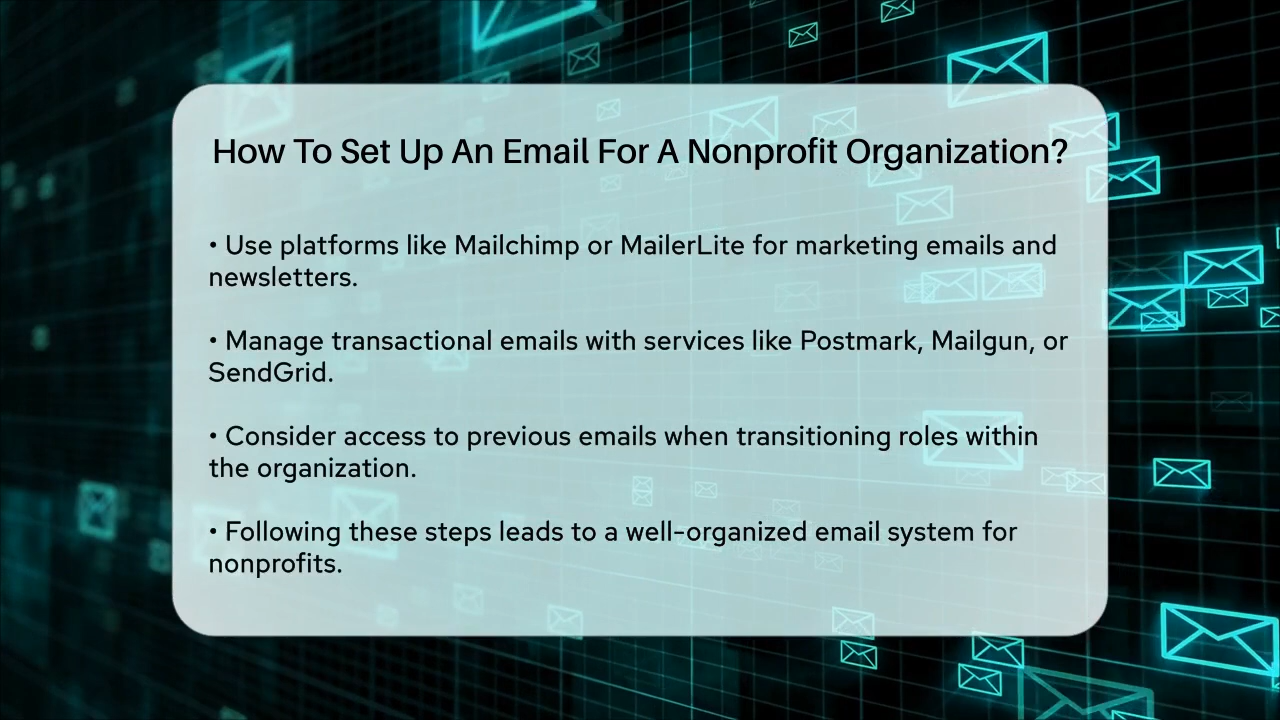 How To Set Up An Email For A Nonprofit Organization?
• Use platforms like Mailchimp or MailerLite for marketing emails and
newsletters.
• Manage transactional emails with services like Postmark, Mailgun, or
SendGrid.
• Consider access to previous emails when transitioning roles within
the organization.
• Following these steps leads to a well-organized email system for
nonprofits.